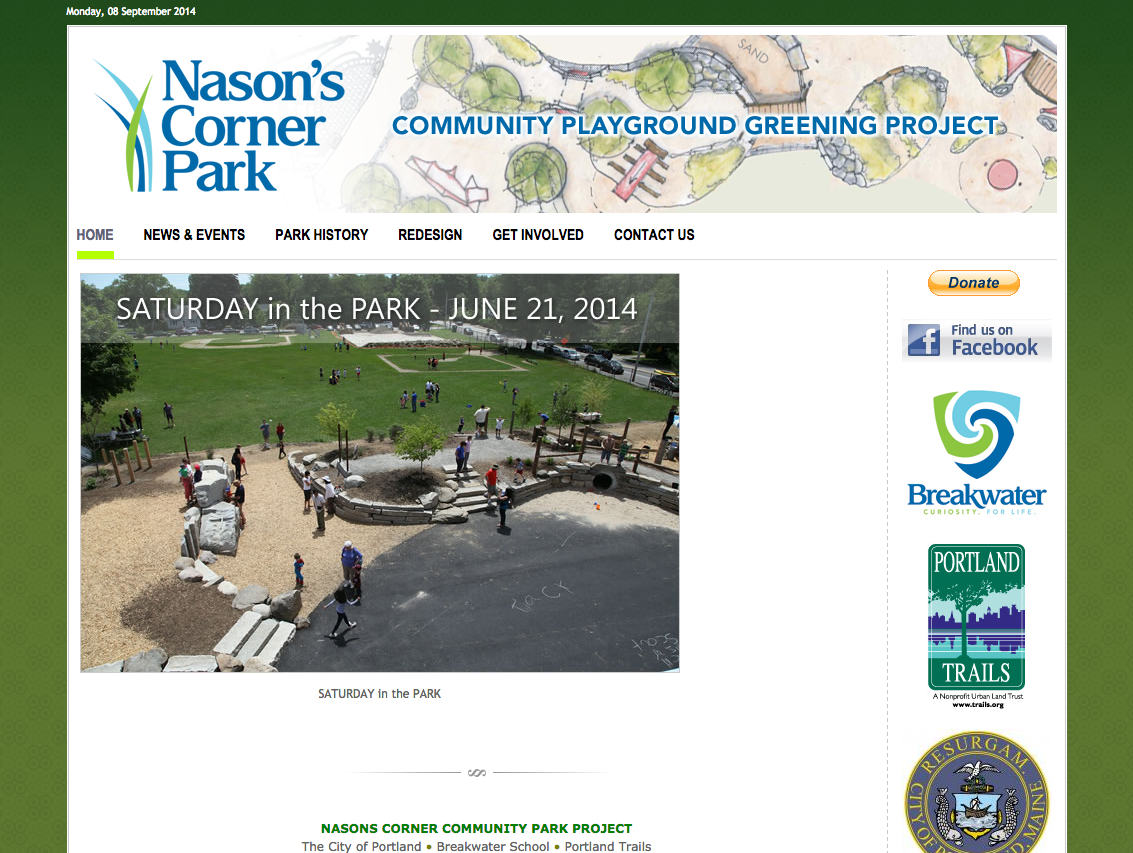 Monday, 08 September 2014
Nason's
Corner
Park
COMMUNITY PLAYGROUND GREENING PROJECT
SAND
HOME
NEWS & EVENTS
PARK HISTORY
REDESIGN
GET INVOLVED
CONTACT US
SATURDAY in the PARK - JUNE 21, 2014
SATURDAY in the PARK
Donate
Find us on
Facebook
Breakwater
CURIOSITY. FOR LIFE.
PORTLAND
TRAILS
A Nonprofit Urban Land Trust
www.trails.org
RESURGAM.
CITY OF
MAINE.
NASONS CORNER COMMUNITY PARK PROJECT
The City of Portland • Breakwater School • Portland Trails